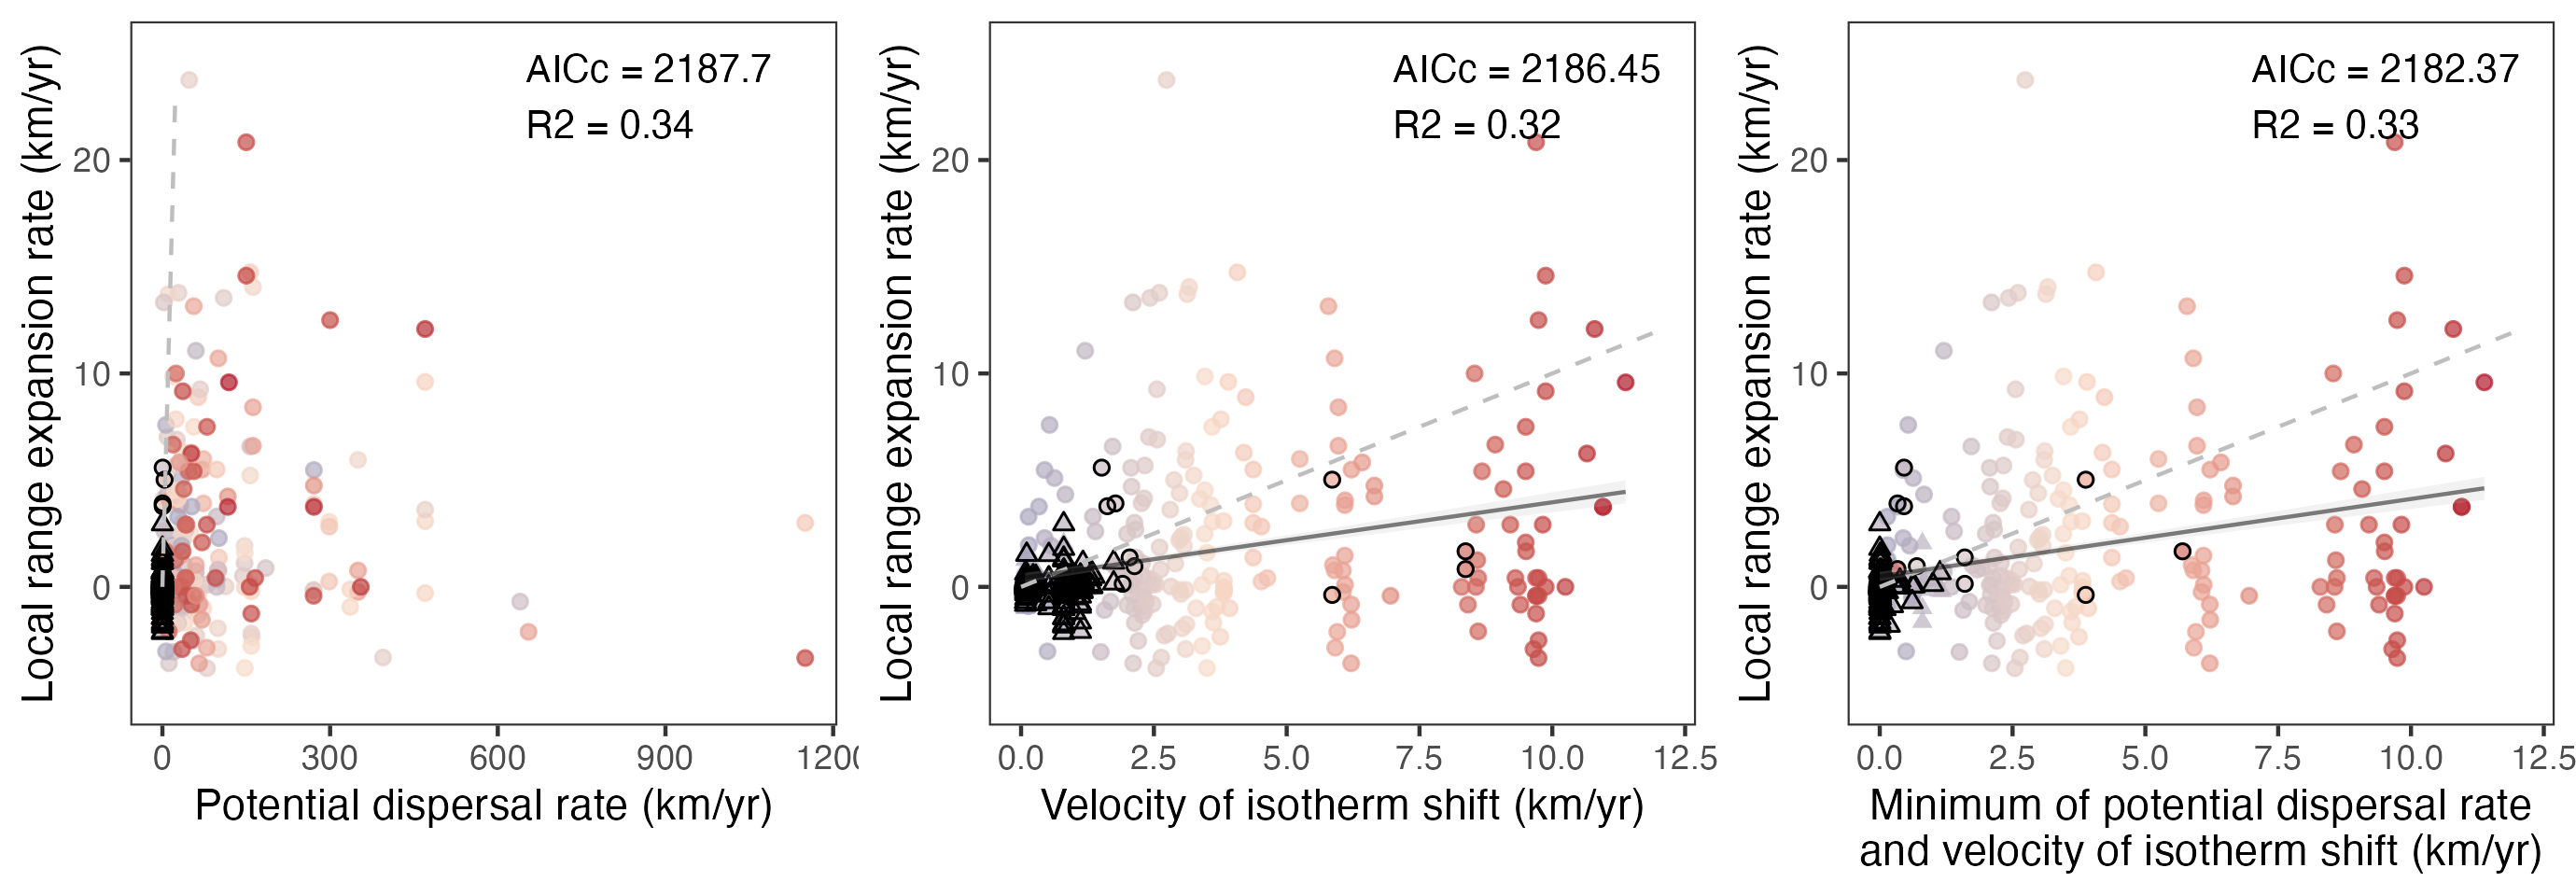 Local range expansion rate (km/yr)
20
10
0
AICc = 2187.7
R2 = 0.34
0 300 600 900 120
Potential dispersal rate (km/yr)
Local range expansion rate (km/yr)
20
10
0
AICc = 2186.45
R2 = 0.32
0.0 2.5 5.0 7.5 10.0 12.5
Velocity of isotherm shift (km/yr)
Local range expansion rate (km/yr)
20
10
0
AICc = 2182.37
R2 = 0.33
0.0 2.5 5.0 7.5 10.0 12.5
Minimum of potential dispersal rate
and velocity of isotherm shift (km/yr)